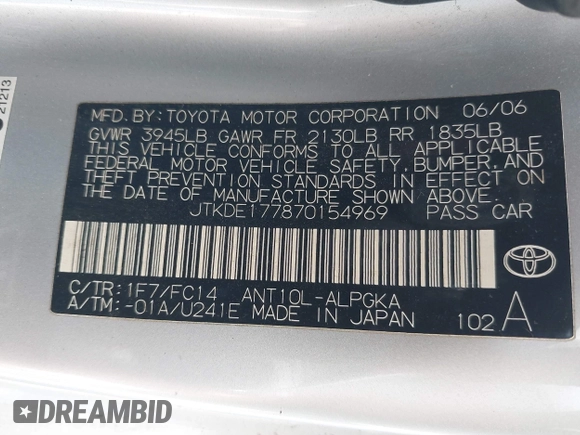 21213
MFD. BY: TOYOTA MOTOR CORPORATION 06/06
GVWR 3945LB GAWR FR 2130LB RR 1835LB
THIS VEHICLE CONFORMS TO ALL APPLICABLE
FEDERAL MOTOR VEHICLE SAFETY, BUMPER, AND
THEFT PREVENTION STANDARDS IN EFFECT ON
THE DATE OF MANUFACTURE SHOWN ABOVE.
JTKDE177870154969 PASS CAR
C/TR: 1F7/FC14 ANT10L-ALPGKA
A/TM: -01A/U241E MADE IN JAPAN 102 A
TOYOTA
DREAMBID